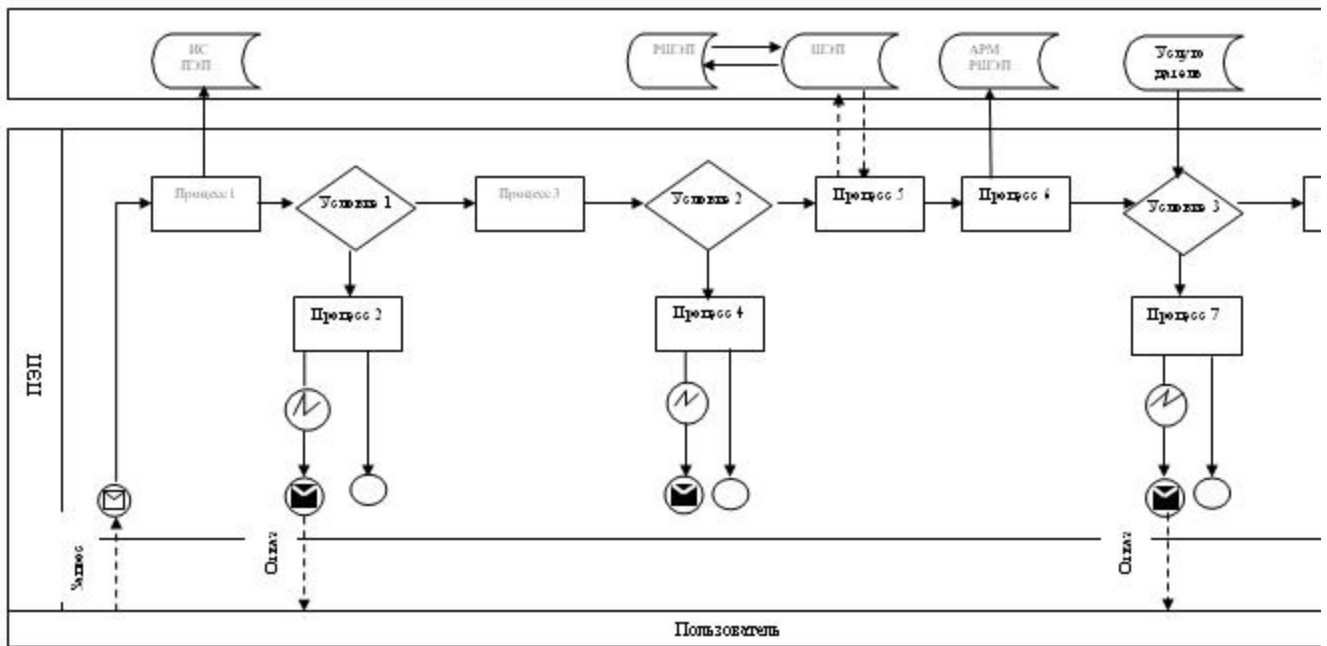 ИС
ПЭП
РШЭП
ШЭП
АРМ
РШЭП
Услуго
датель
Процесс 1
Условие 1
Процесс 3
Условие 2
Процесс 5
Процесс 6
Условие 3
Процесс 2
Процесс 4
Процесс 7
ПЭП
Запрос
Отказ
Отказ
Пользователь